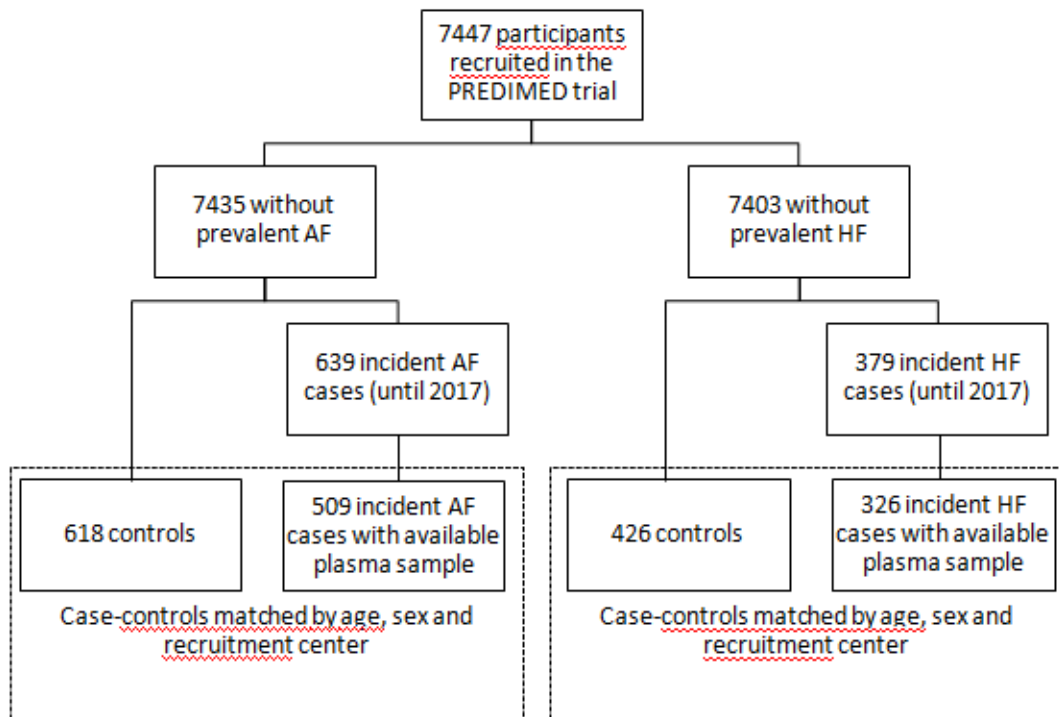 7447 participants
recruited in the
PREDIMED trial
7435 without
prevalent AF
7403 without
prevalent HF
639 incident AF
cases (until 2017)
379 incident HF
cases (until 2017)
618 controls
509 incident AF
cases with available
plasma sample
426 controls
326 incident HF
cases with available
plasma sample
Case-controls matched by age, sex and
recruitment center
Case-controls matched by age, sex and
recruitment center